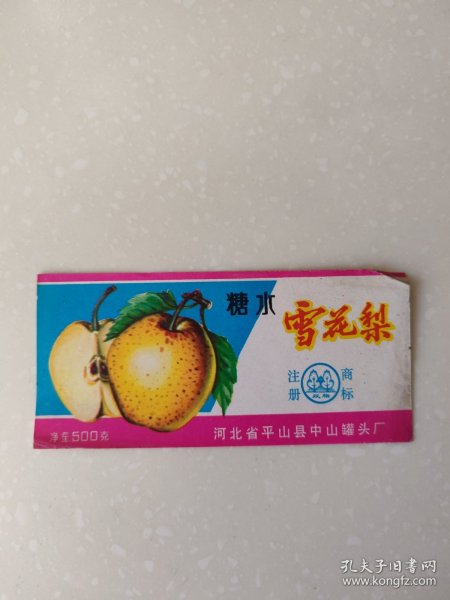 糖水
雪花梨
注册
商标
净重500克
河北省平山县中山罐头厂
孔夫子旧书网
www.kongfz.com